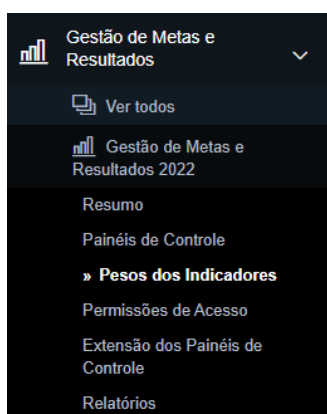 Gestão de Metas e
Resultados
Ver todos
Gestão de Metas e
Resultados 2022
Resumo
Painéis de Controle
» Pesos dos Indicadores
Permissões de Acesso
Extensão dos Painéis de
Controle
Relatórios